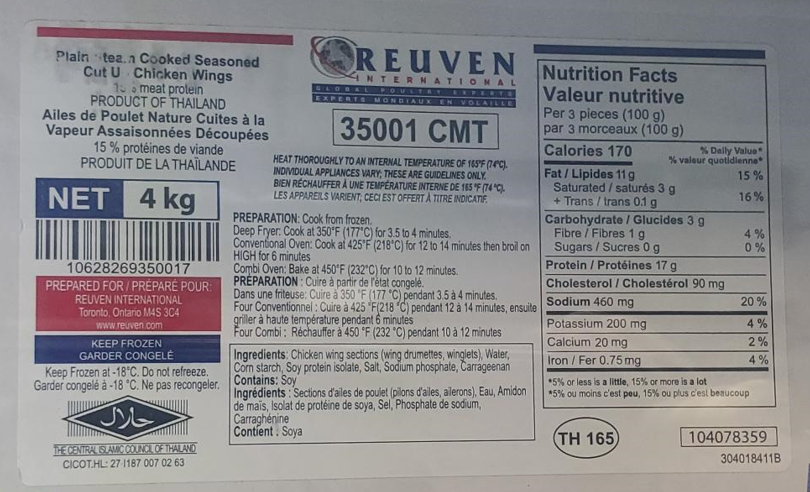 Plain Cooked Seasoned
Cut U Chicken Wings
meat protein
PRODUCT OF THAILAND
Ailes de Poulet Nature Cuites à la
Vapeur Assaisonnées Découpées
15 % protéines de viande
PRODUIT DE LA THAÏLANDE
NET 4 kg
10628269350017
PREPARED FOR / PRÉPARÉ POUR:
REUVEN INTERNATIONAL
Toronto, Ontario M4S 3C4
www.reuven.com
KEEP FROZEN
GARDER CONGELÉ
Keep Frozen at -18°C. Do not refreeze.
Garder congelé à -18 °C. Ne pas recongeler.
حلال
THE CENTRAL ISLAMIC COUNCIL OF THAILAND
CICOT.HL: 27 I187 007 02 63
REUVEN
INTERNATIONAL
GLOBAL POULTRY EXPERTS
EXPERTS MONDIAUX EN VOLAILLE
35001 CMT
HEAT THOROUGHLY TO AN INTERNAL TEMPERATURE OF 165°F (74°C).
INDIVIDUAL APPLIANCES VARY; THESE ARE GUIDELINES ONLY.
BIEN RÉCHAUFFER À UNE TEMPÉRATURE INTERNE DE 165 °F (74 °C).
LES APPAREILS VARIENT; CECI EST OFFERT À TITRE INDICATIF.
PREPARATION: Cook from frozen.
Deep Fryer: Cook at 350°F (177°C) for 3.5 to 4 minutes.
Conventional Oven: Cook at 425°F (218°C) for 12 to 14 minutes then broil on
HIGH for 6 minutes
Combi Oven: Bake at 450°F (232°C) for 10 to 12 minutes.
PRÉPARATION : Cuire à partir de l'état congelé.
Dans une friteuse: Cuire à 350 °F (177 °C) pendant 3.5 à 4 minutes.
Four Conventionnel : Cuire à 425 °F(218 °C) pendant 12 à 14 minutes, ensuite
griller à haute température pendant 6 minutes
Four Combi : Réchauffer à 450 °F (232 °C) pendant 10 à 12 minutes
Ingredients: Chicken wing sections (wing drumettes, winglets), Water,
Corn starch, Soy protein isolate, Salt, Sodium phosphate, Carrageenan
Contains: Soy
Ingrédients : Sections d'ailes de poulet (pilons d'ailes, ailerons), Eau, Amidon
de maïs, Isolat de protéine de soya, Sel, Phosphate de sodium,
Carraghénine
Contient : Soya
Nutrition Facts
Valeur nutritive
Per 3 pieces (100 g)
par 3 morceaux (100 g)
Calories 170
% Daily Value*
% valeur quotidienne*
Fat / Lipides 11 g 15 %
Saturated / saturés 3 g
+ Trans / trans 0.1 g 16 %
Carbohydrate / Glucides 3 g
Fibre / Fibres 1 g 4 %
Sugars / Sucres 0 g 0 %
Protein / Protéines 17 g
Cholesterol / Cholestérol 90 mg
Sodium 460 mg 20 %
Potassium 200 mg 4 %
Calcium 20 mg 2 %
Iron / Fer 0.75 mg 4 %
*5% or less is a little, 15% or more is a lot
*5% ou moins c'est peu, 15% ou plus c'est beaucoup
TH 165
104078359
304018411B